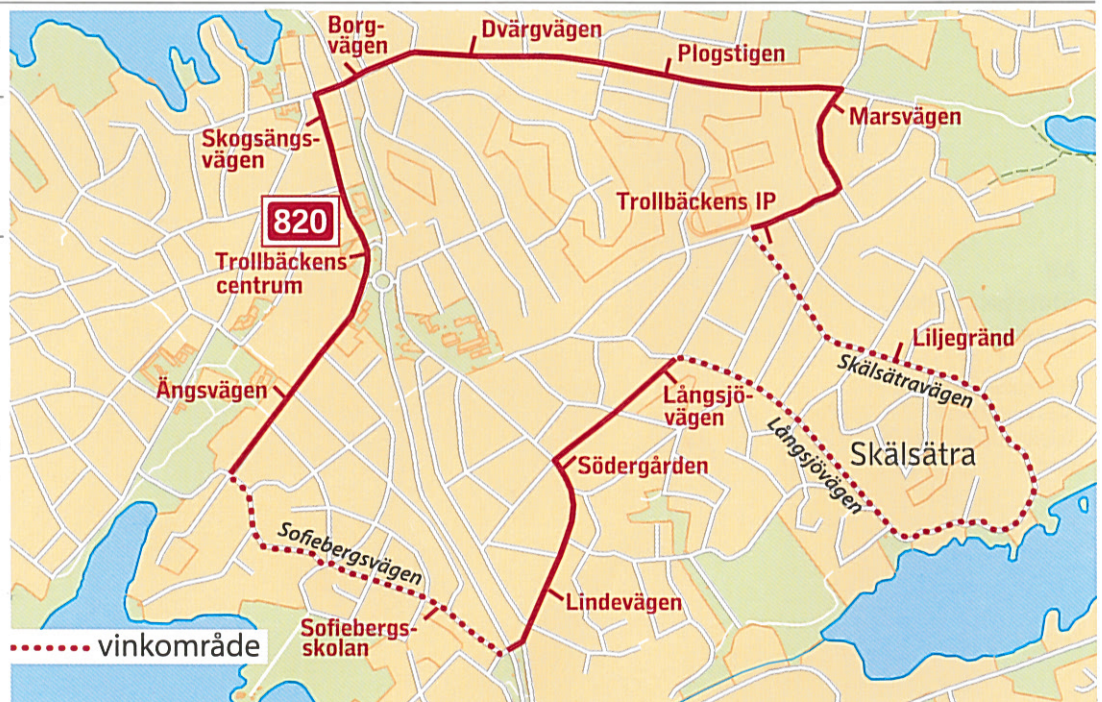 Borg-
vägen
Dvärgvägen
Plogstigen
Marsvägen
Skogsängs-
vägen
Trollbäckens IP
820
Trollbäckens
centrum
Liljegränd
Skälsätravägen
Ängsvägen
Långsjö-
vägen
Långsjövägen
Skälsätra
Södergården
Sofiebergsvägen
Lindevägen
Sofiebergs-
skolan
vinkområde